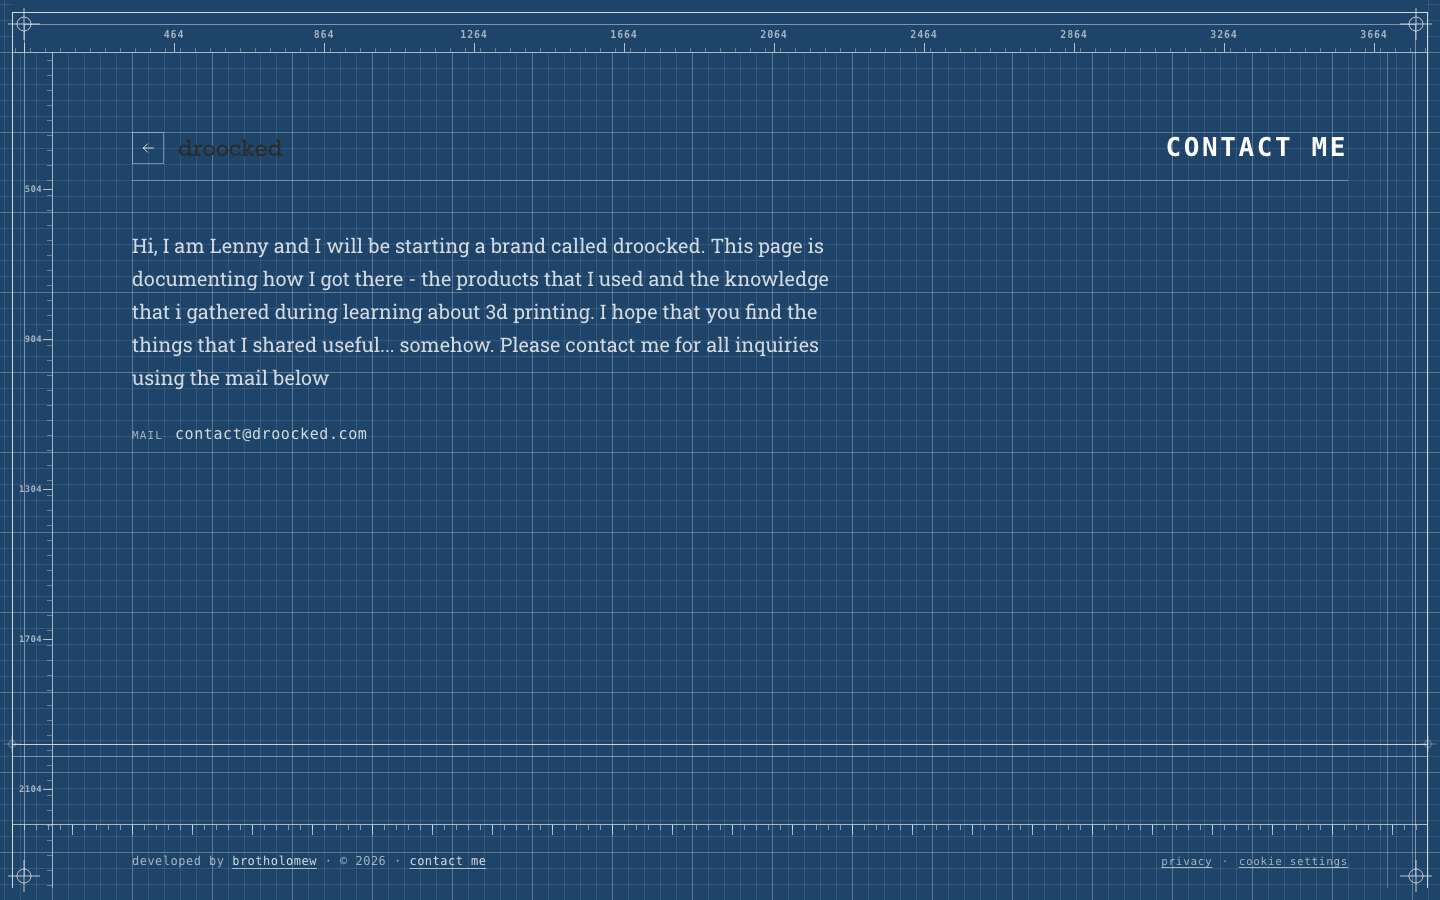 464 864 1264 1664 2064 2464 2864 3264 3664
droocked
CONTACT ME
504
Hi, I am Lenny and I will be starting a brand called droocked. This page is
documenting how I got there - the products that I used and the knowledge
that i gathered during learning about 3d printing. I hope that you find the
904
things that I shared useful... somehow. Please contact me for all inquiries
using the mail below
MAIL contact@droocked.com
1304
1704
2104
developed by brotholomew · © 2026 · contact me
privacy · cookie settings